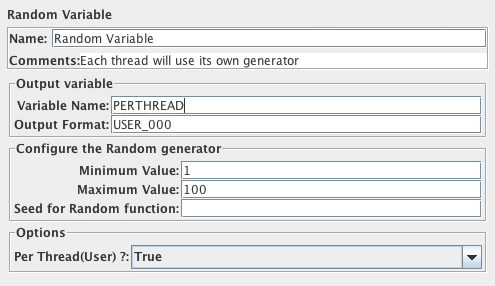 Random Variable
Name: Random Variable
Comments: Each thread will use its own generator
Output variable
Variable Name: PERTHREAD
Output Format: USER_000
Configure the Random generator
Minimum Value: 1
Maximum Value: 100
Seed for Random function:
Options
Per Thread(User) ?: True